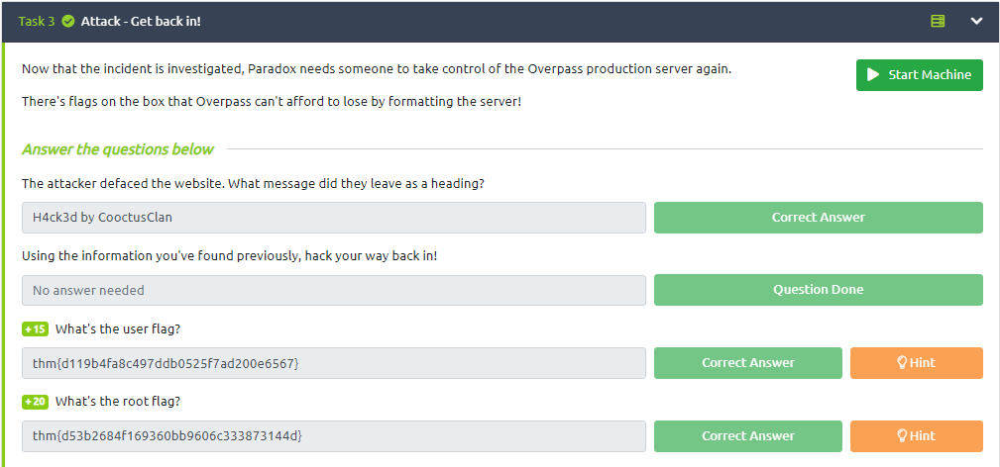 Task 3 Attack - Get back in!
Now that the incident is investigated, Paradox needs someone to take control of the Overpass production server again.
Start Machine
There's flags on the box that Overpass can't afford to lose by formatting the server!
Answer the questions below
The attacker defaced the website. What message did they leave as a heading?
H4ck3d by CooctusClan
Correct Answer
Using the information you've found previously, hack your way back in!
No answer needed
Question Done
+15 What's the user flag?
thm{d119b4fa8c497ddb0525f7ad200e6567}
Correct Answer
Hint
+20 What's the root flag?
thm{d53b2684f169360bb9606c333873144d}
Correct Answer
Hint